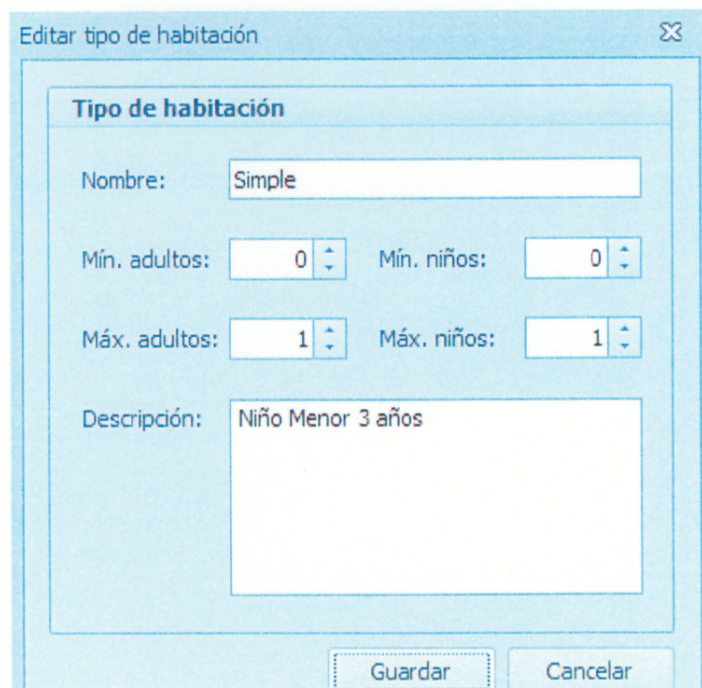 Editar tipo de habitación
Tipo de habitación
Nombre: Simple
Mín. adultos: 0 Mín. niños: 0
Máx. adultos: 1 Máx. niños: 1
Descripción: Niño Menor 3 años
Guardar Cancelar